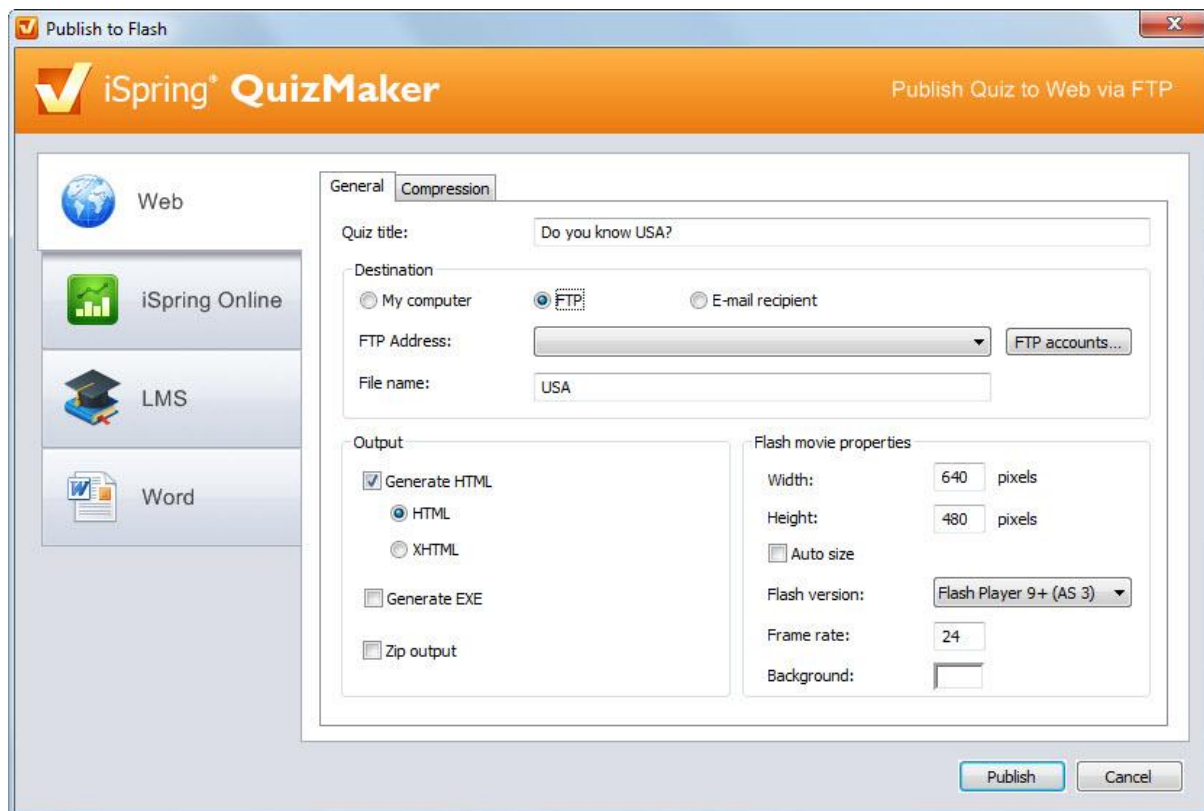 Publish to Flash
iSpring® QuizMaker
Publish Quiz to Web via FTP
Web
iSpring Online
LMS
Word
General Compression
Quiz title: Do you know USA?
Destination
My computer FTP E-mail recipient
FTP Address: FTP accounts...
File name: USA
Output
Generate HTML
HTML
XHTML
Generate EXE
Zip output
Flash movie properties
Width: 640 pixels
Height: 480 pixels
Auto size
Flash version: Flash Player 9+ (AS 3)
Frame rate: 24
Background:
Publish Cancel